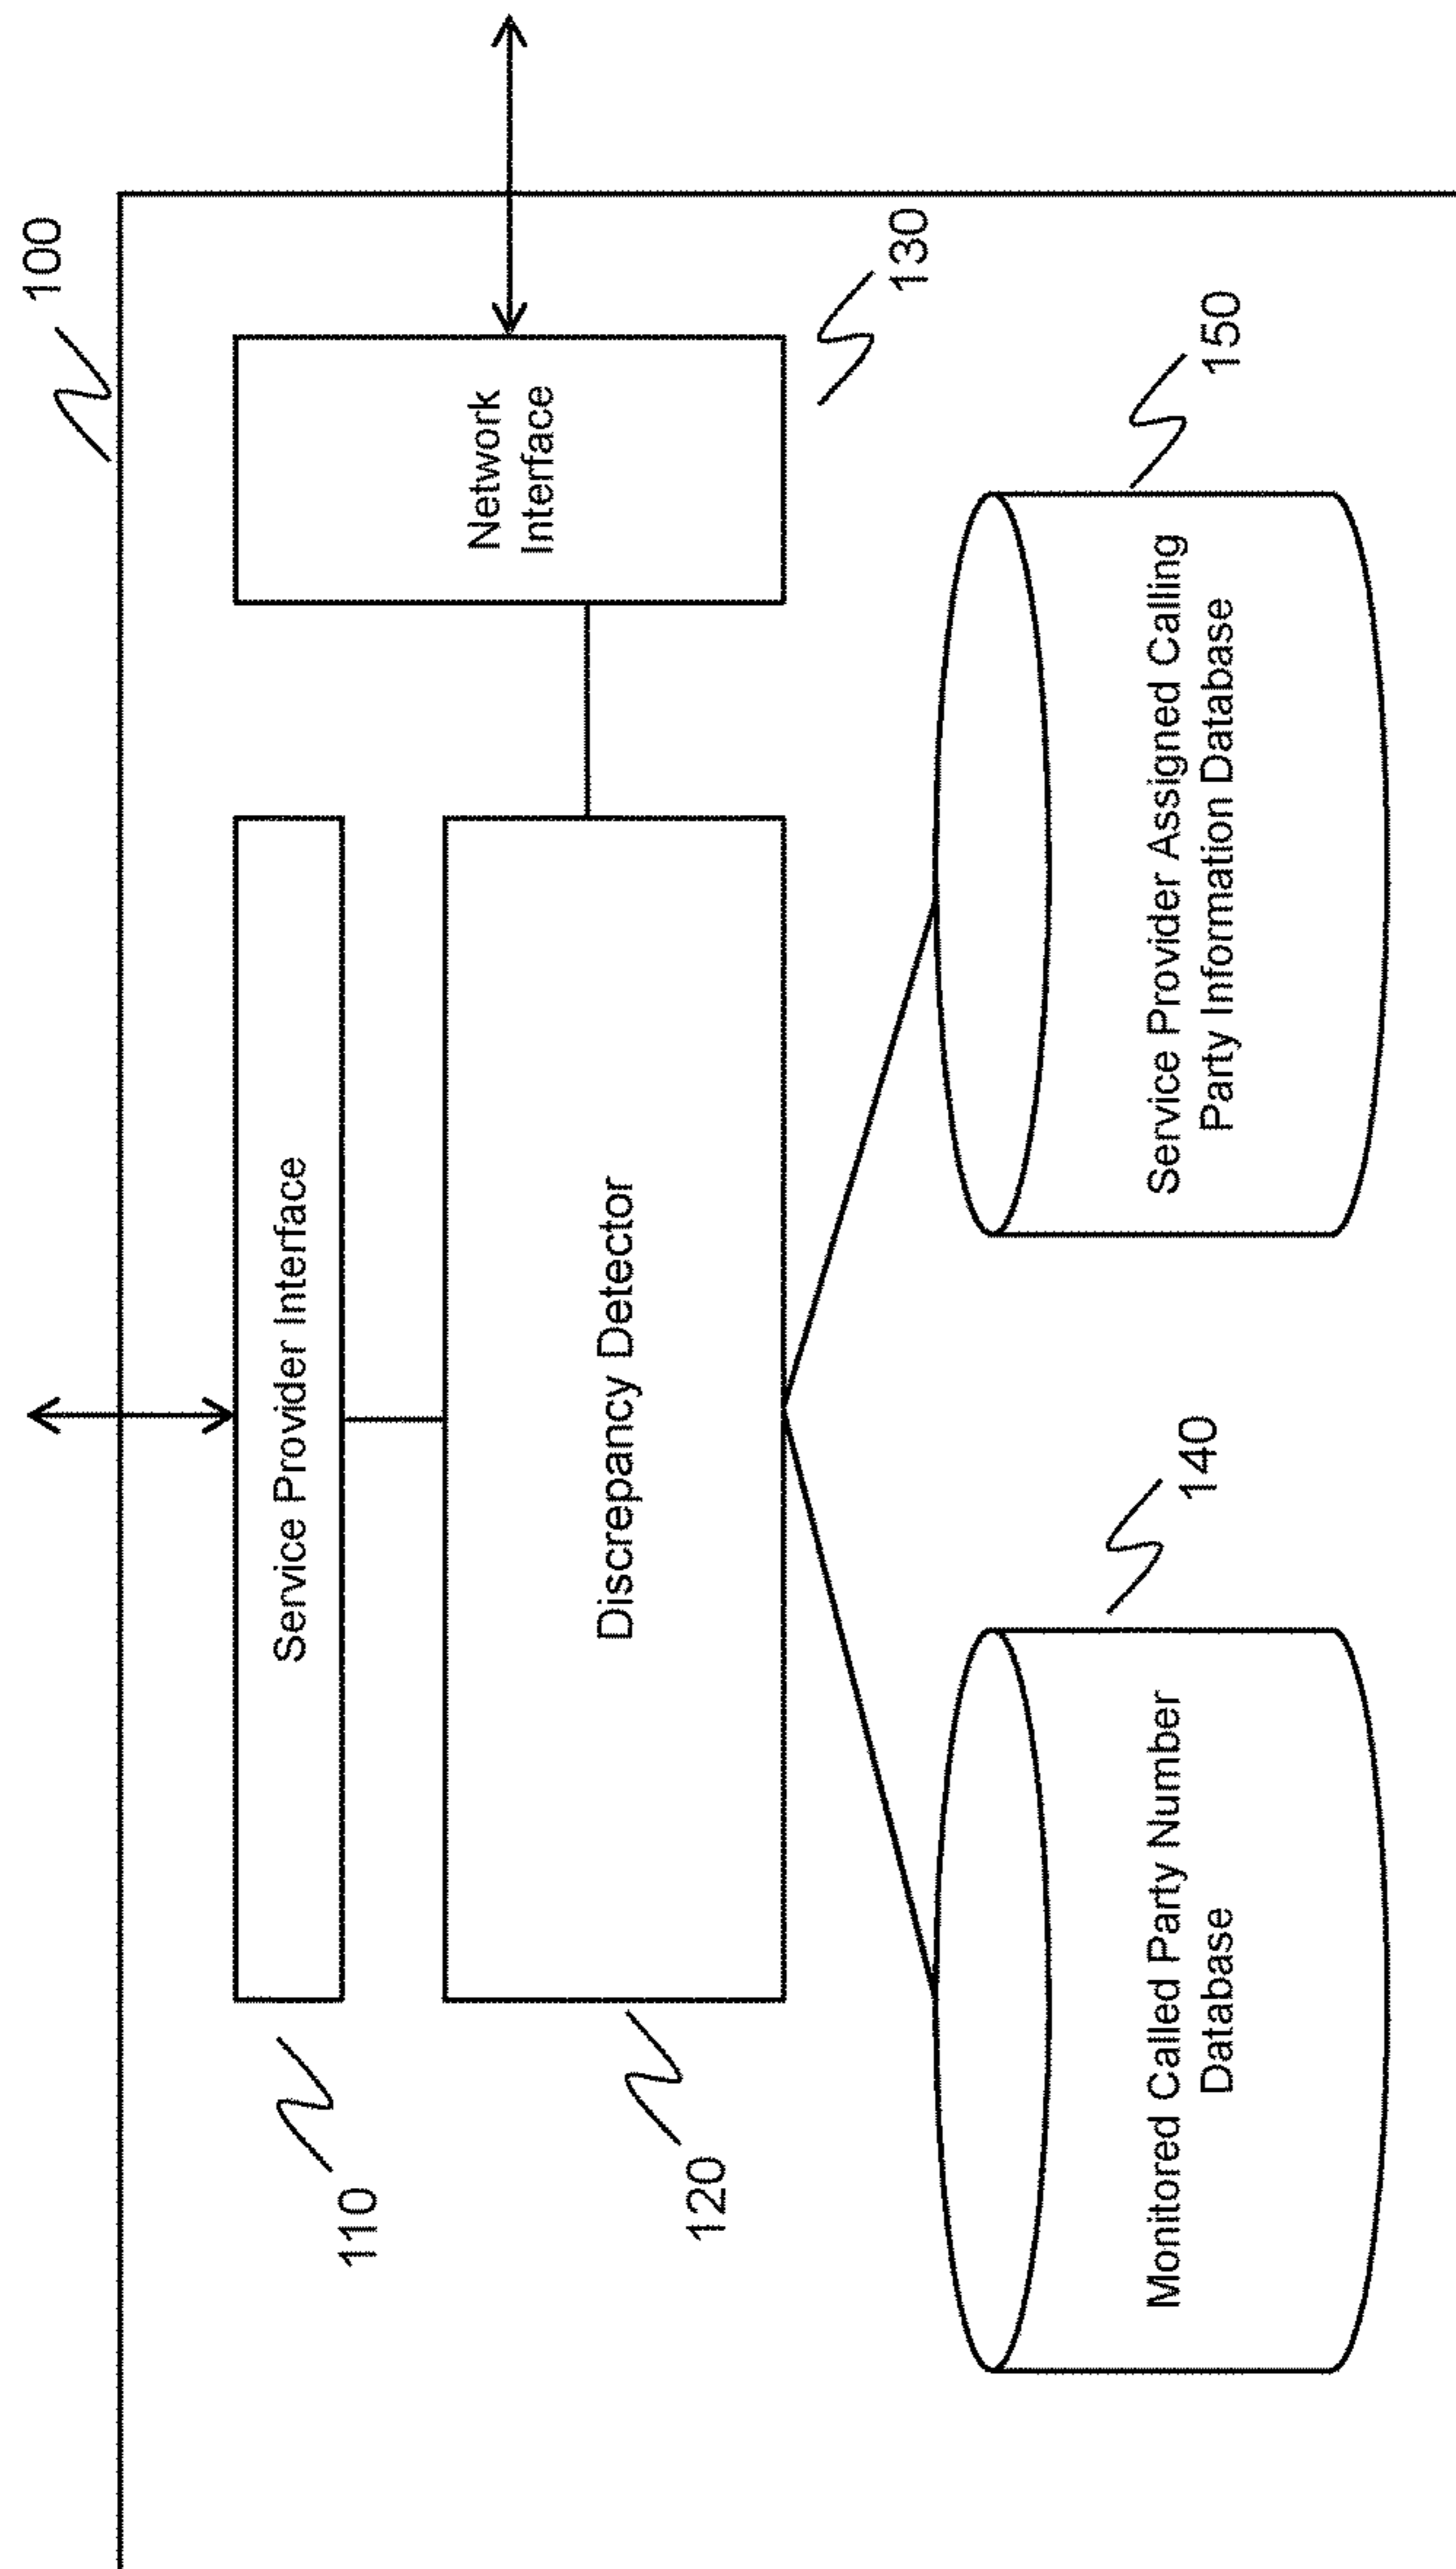 100
Service Provider Interface
110
Discrepancy Detector
120
Network
Interface
130
Monitored Called Party Number
Database
140
Service Provider Assigned Calling
Party Information Database
150